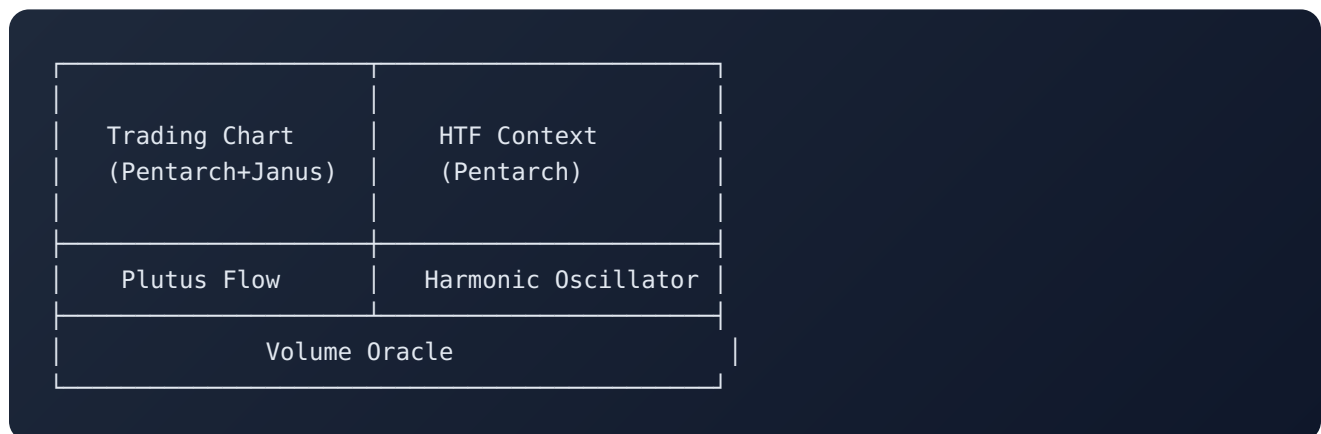 Trading Chart HTF Context
(Pentarch+Janus) (Pentarch)
Plutus Flow Harmonic Oscillator
Volume Oracle